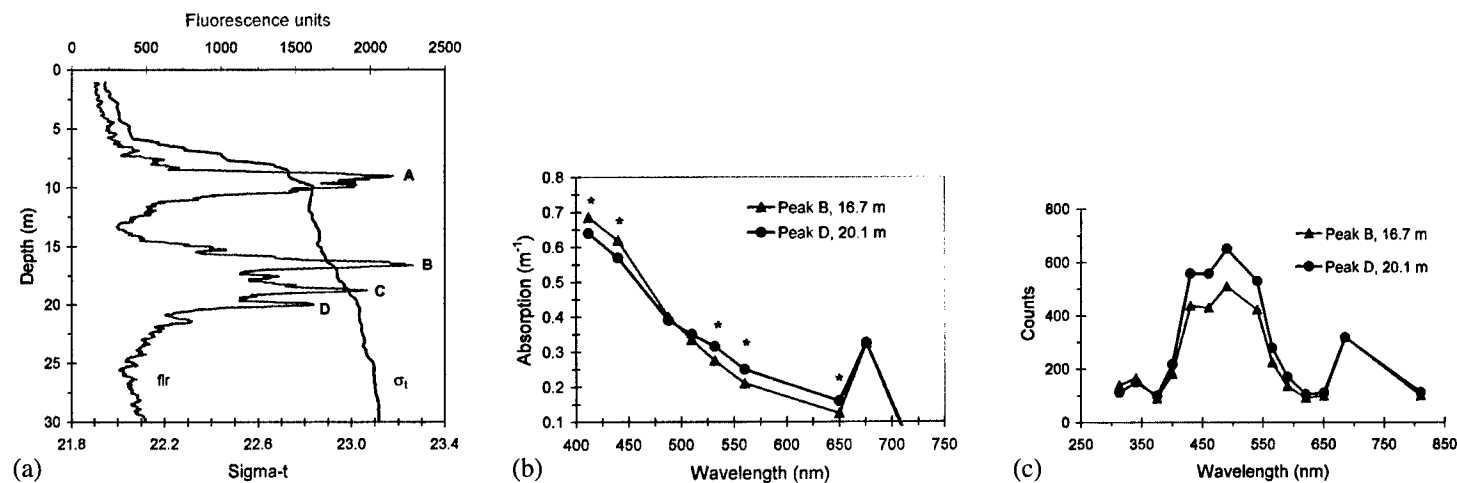 Fluorescence units
0 500 1000 1500 2000 2500
0
5
10
15
20
25
30
Depth (m)
A
B
C
D
flr
σt
21.8 22.2 22.6 23.0 23.4
Sigma-t
(a)
0.8
0.7
0.6
0.5
0.4
0.3
0.2
0.1
Absorption (m-1)
* * * * *
Peak B, 16.7 m
Peak D, 20.1 m
400 450 500 550 600 650 700 750
Wavelength (nm)
(b)
800
600
400
200
0
Counts
Peak B, 16.7 m
Peak D, 20.1 m
250 350 450 550 650 750 850
Wavelength (nm)
(c)